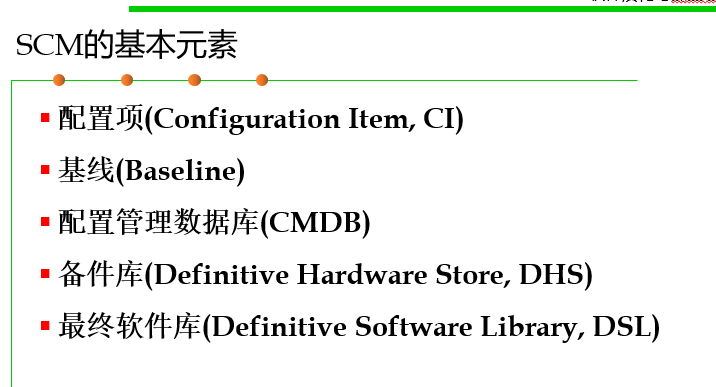 SCM的基本元素
配置项(Configuration Item, CI)
基线(Baseline)
配置管理数据库(CMDB)
备件库(Definitive Hardware Store, DHS)
最终软件库(Definitive Software Library, DSL)